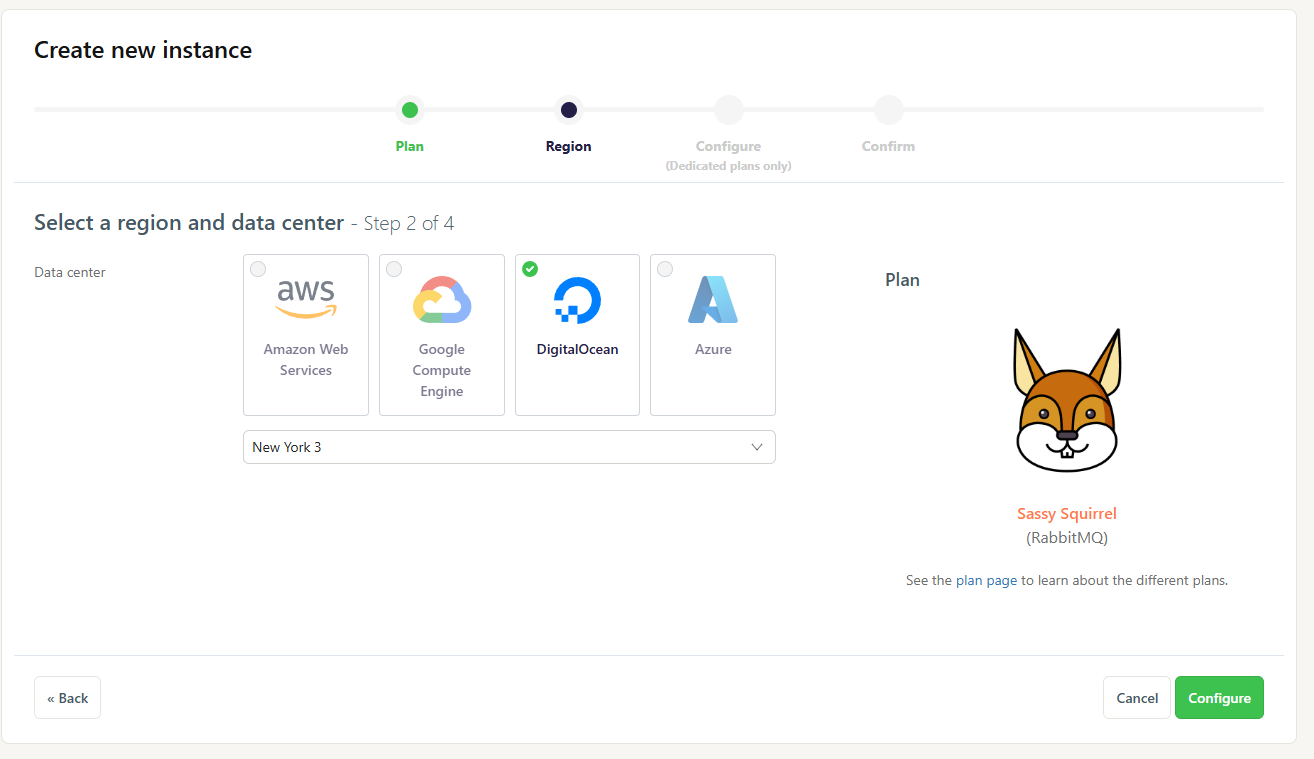 Create new instance
Plan
Region
Configure
(Dedicated plans only)
Confirm
Select a region and data center - Step 2 of 4
Data center
aws
Amazon Web
Services
Google
Compute
Engine
DigitalOcean
Azure
New York 3
Plan
Sassy Squirrel
(RabbitMQ)
See the plan page to learn about the different plans.
« Back
Cancel
Configure